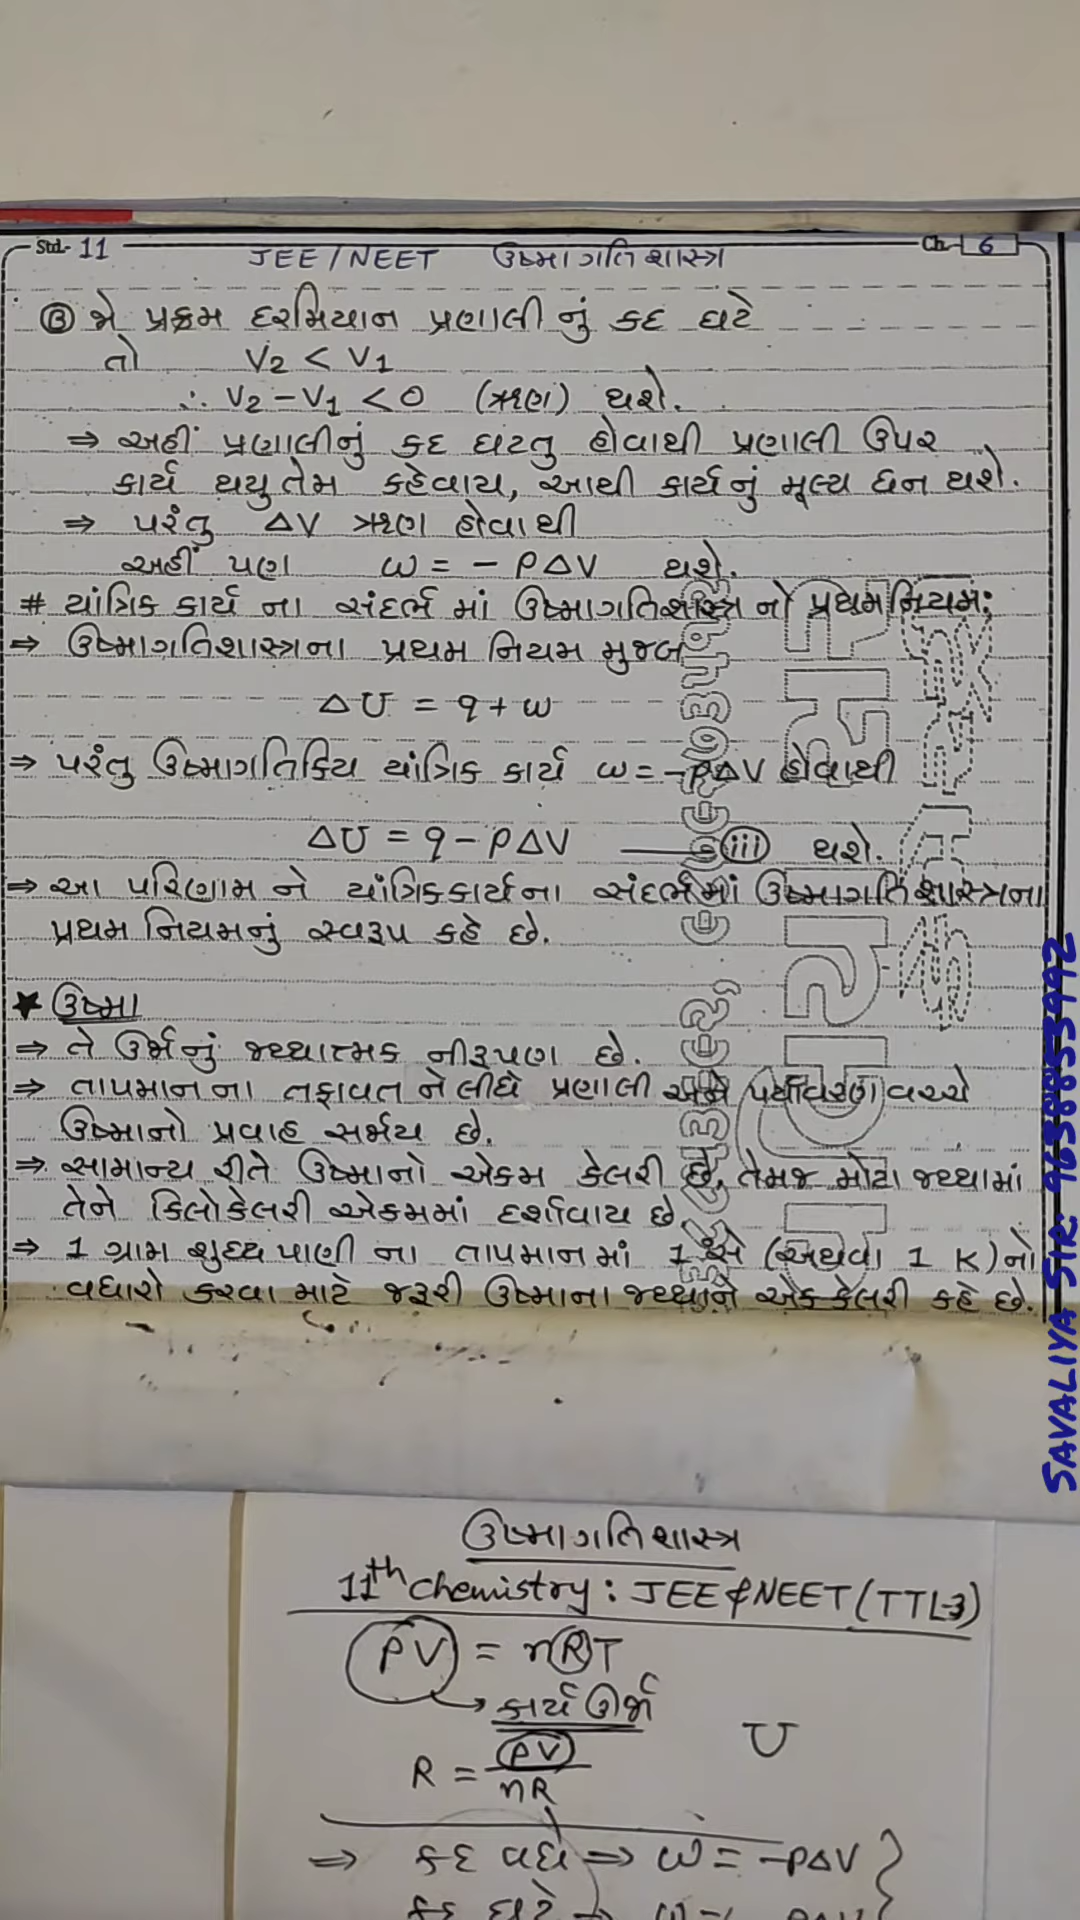 Std.- 11 JEE/NEET ઉષ્માગતિશાસ્ત્ર Ch. 6
Ⓑ જો પ્રક્રમ દરમિયાન પ્રણાલી નું કદ ઘટે
તો V₂ < V₁
∴ V₂ - V₁ < 0 (ઋણ) થશે.
⇒ અહીં પ્રણાલીનું કદ ઘટતુ હોવાથી પ્રણાલી ઉપર
કાર્ય થયુ તેમ કહેવાય, આથી કાર્ય નું મૂલ્ય ધન થશે.
⇒ પરંતુ ΔV ઋણ હોવાથી
અહીં પણ w = - PΔV થશે.
# યાંત્રિક કાર્ય ના સંદર્ભ માં ઉષ્માગતિશાસ્ત્ર નો પ્રથમ નિયમ:
⇒ ઉષ્માગતિશાસ્ત્રના પ્રથમ નિયમ મુજબ
ΔU = q + w
⇒ પરંતુ ઉષ્માગતિકિય યાંત્રિક કાર્ય w = -PΔV હોવાથી
ΔU = q - PΔV —— (iii) થશે.
⇒ આ પરિણામ ને યાંત્રિકકાર્યના સંદર્ભમાં ઉષ્માગતિશાસ્ત્રના
પ્રથમ નિયમનું સ્વરૂપ કહે છે.
★ ઉષ્મા
⇒ તે ઉર્જાનું જથ્થાત્મક નીરૂપણ છે.
⇒ તાપમાન ના તફાવત ને લીધે પ્રણાલી અને પર્યાવરણ વચ્ચે
ઉષ્માનો પ્રવાહ સર્જાય છે.
⇒ સામાન્ય રીતે ઉષ્માનો એકમ કેલરી છે, તેમજ મોટા જથ્થામાં
તેને કિલોકેલરી એકમમાં દર્શાવાય છે.
⇒ 1 ગ્રામ શુધ્ધ પાણી ના તાપમાન માં 1 સે (અથવા 1 K) નો
વધારો કરવા માટે જરૂરી ઉષ્માના જથ્થાને એક કેલરી કહે છે.
SAVALIYA SIR: 9638853992
ઉષ્માગતિશાસ્ત્ર
11th chemistry: JEE & NEET (TTL-3)
PV = nRT
→ કાર્ય ઊર્જા
U
R = PV/nR
⇒ કદ વધે ⇒ w = -PΔV
કદ ઘટે → w = - PΔV